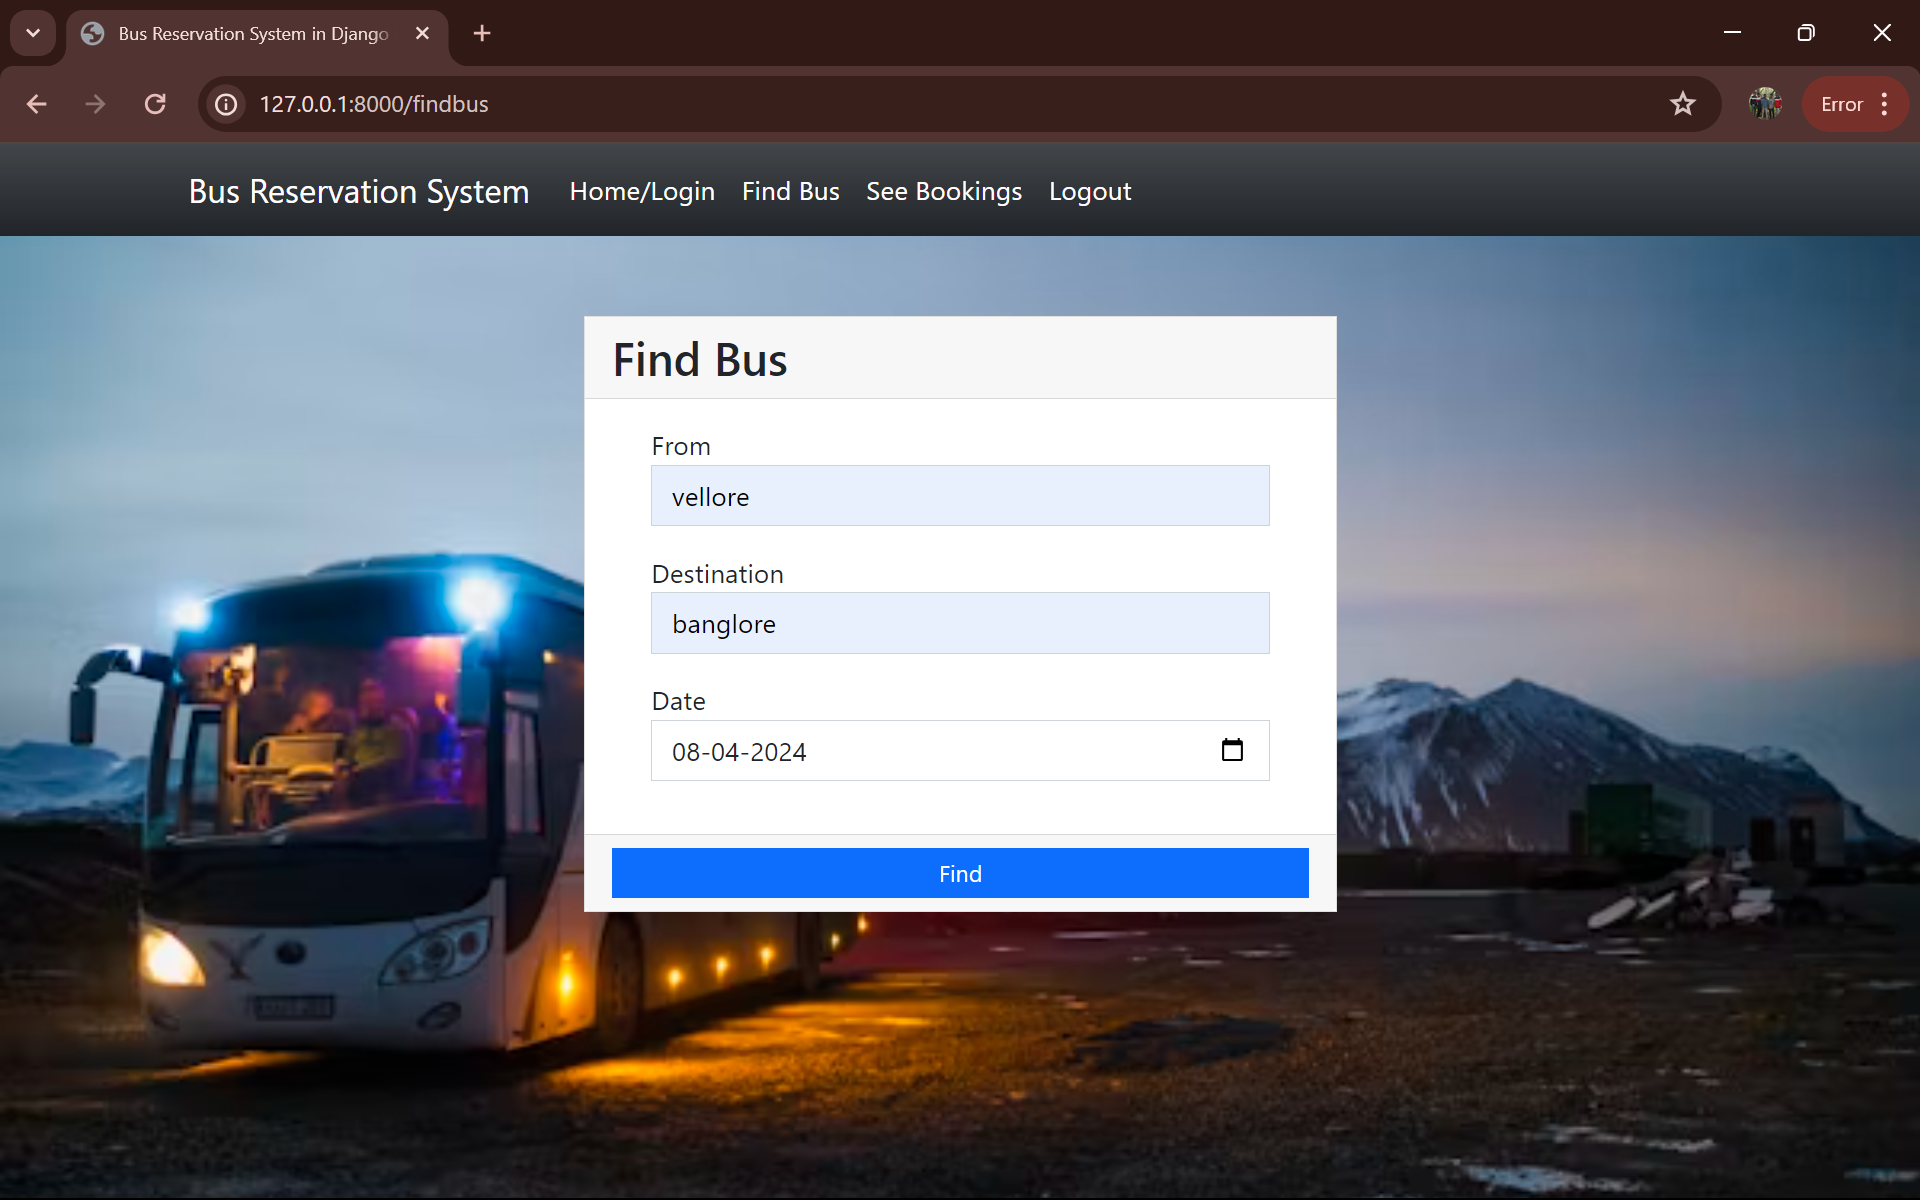 Bus Reservation System in Django
127.0.0.1:8000/findbus
Error
Bus Reservation System Home/Login Find Bus See Bookings Logout
Find Bus
From
vellore
Destination
banglore
Date
08-04-2024
Find